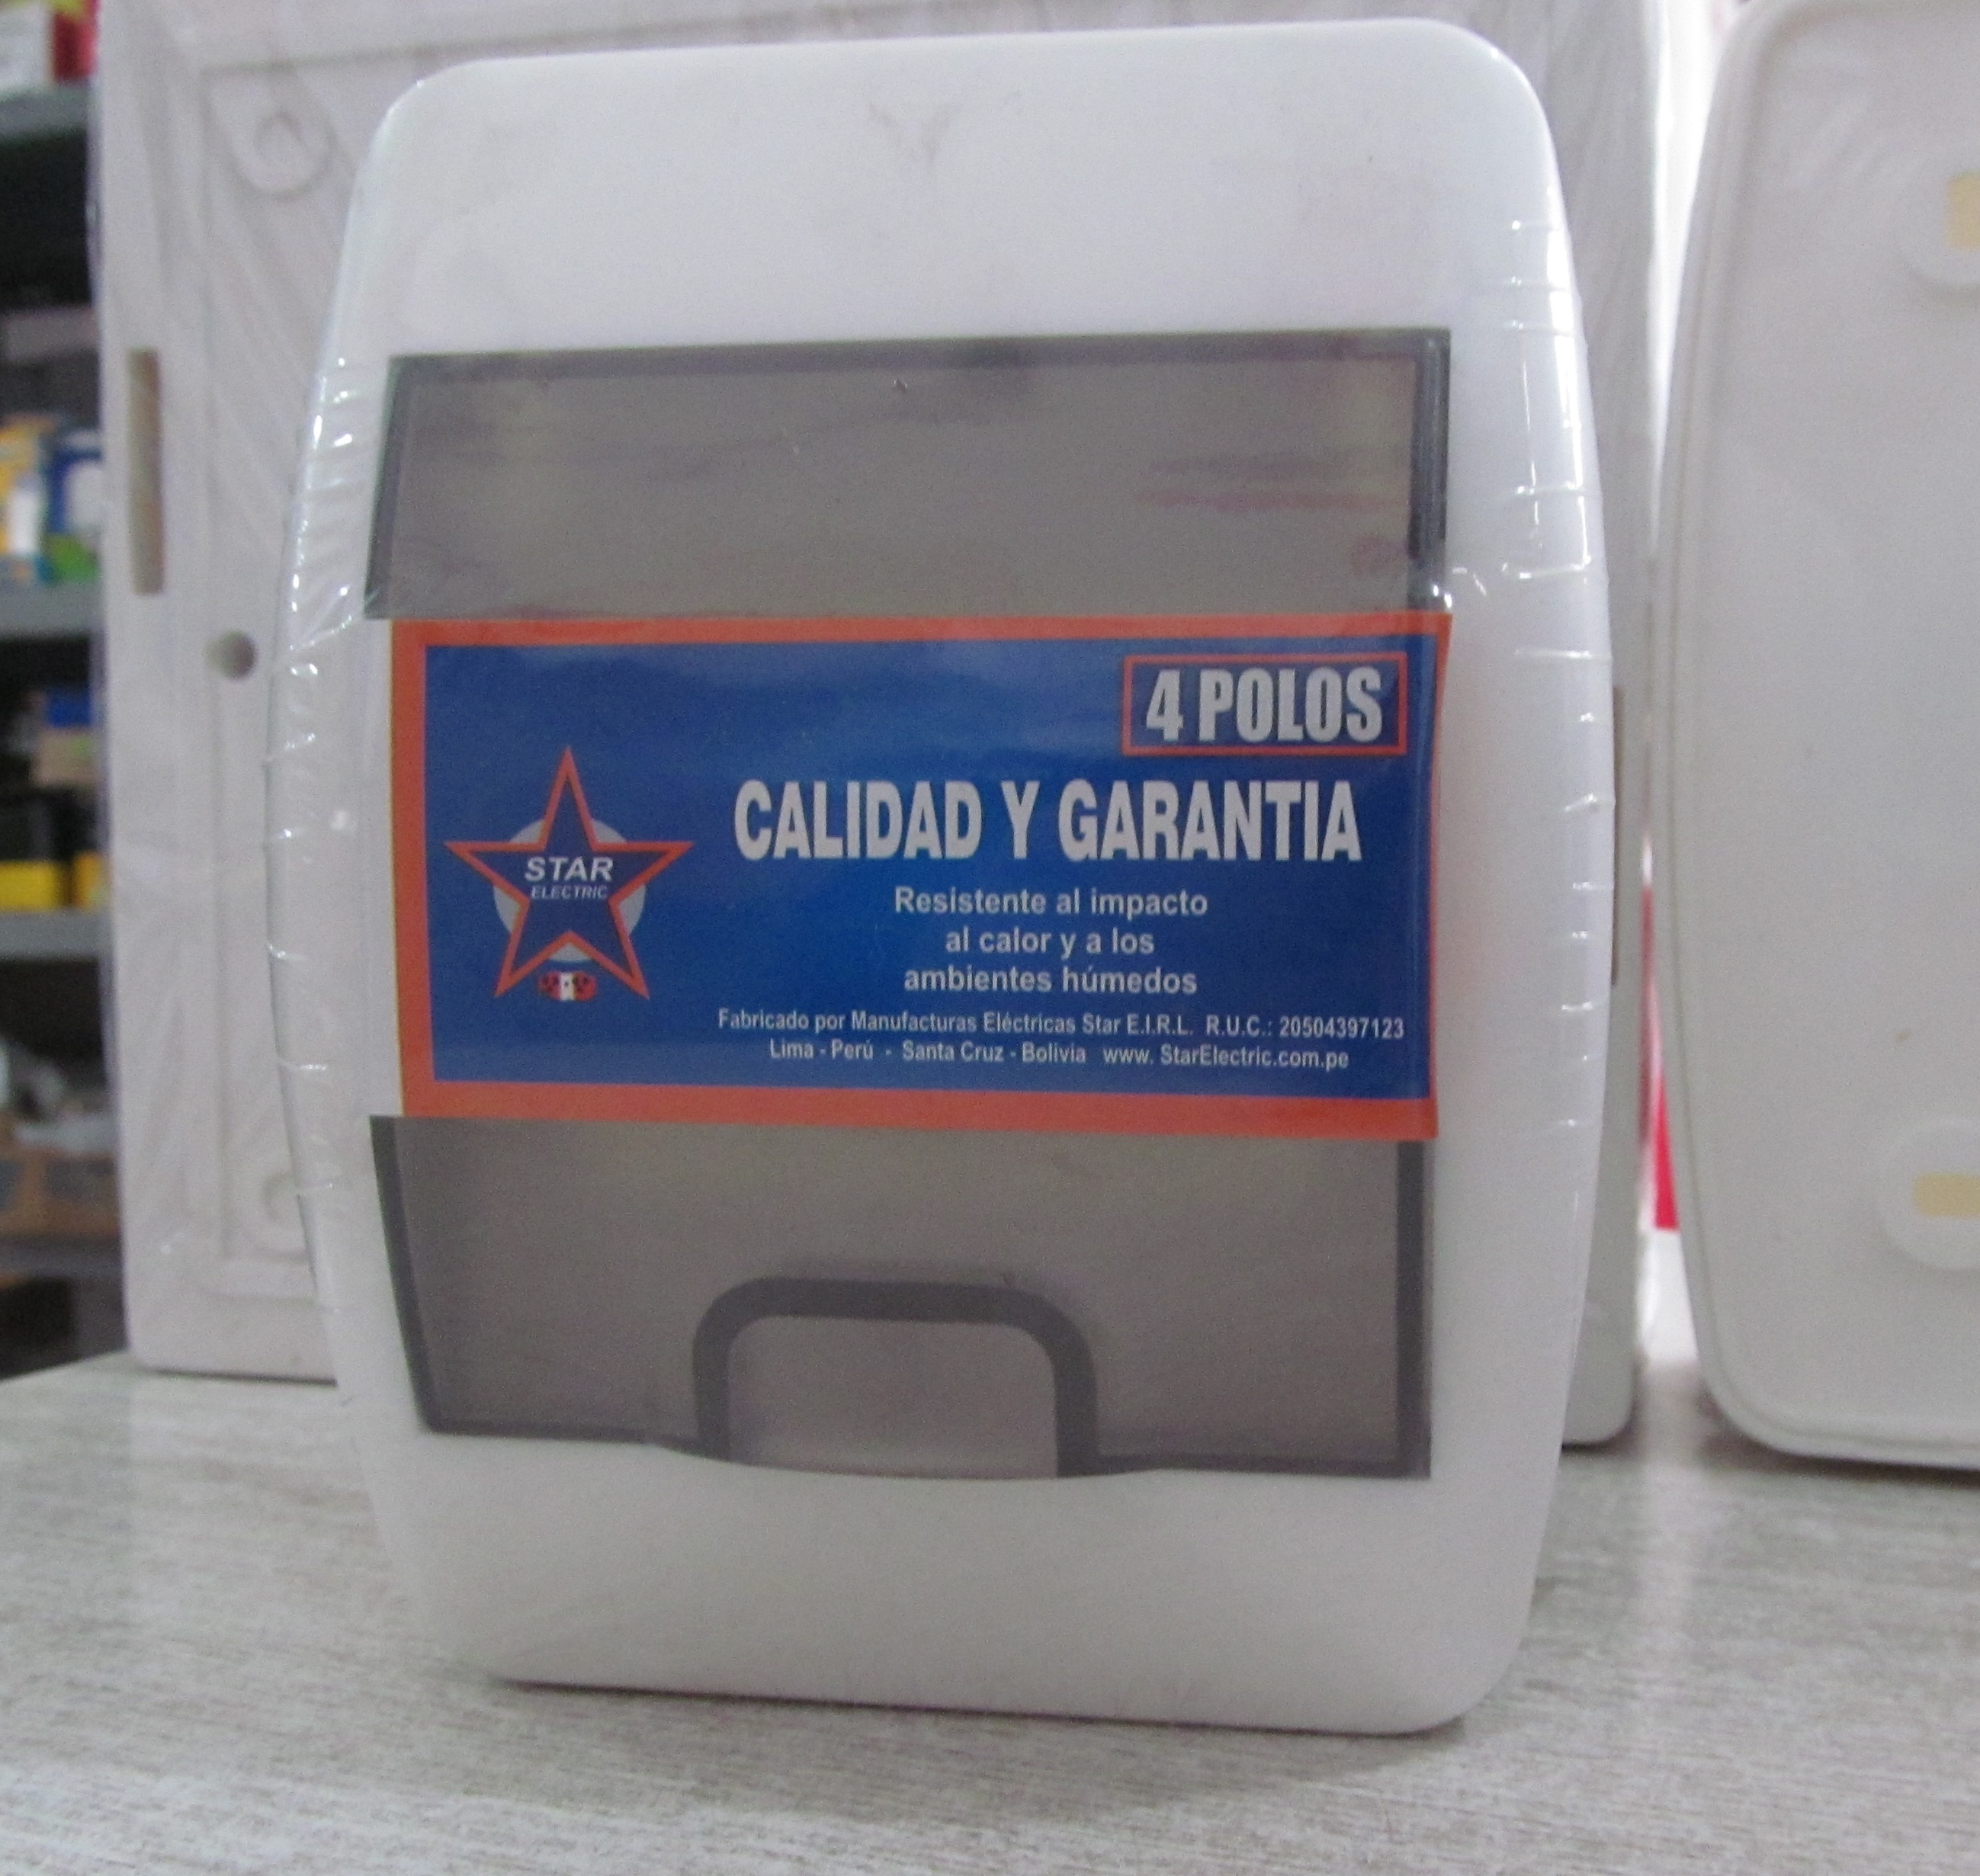 4 POLOS
CALIDAD Y GARANTIA
STAR
ELECTRIC
Resistente al impacto
al calor y a los
ambientes húmedos
Fabricado por Manufacturas Eléctricas Star E.I.R.L. R.U.C.: 20504397123
Lima - Perú - Santa Cruz - Bolivia www. StarElectric.com.pe